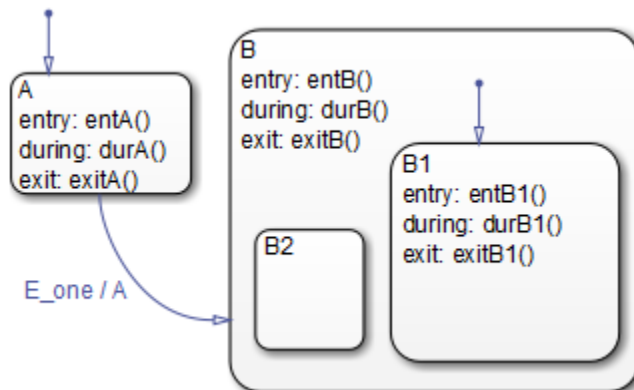 A
entry: entA()
during: durA()
exit: exitA()
E_one / A
B
entry: entB()
during: durB()
exit: exitB()
B1
entry: entB1()
during: durB1()
exit: exitB1()
B2